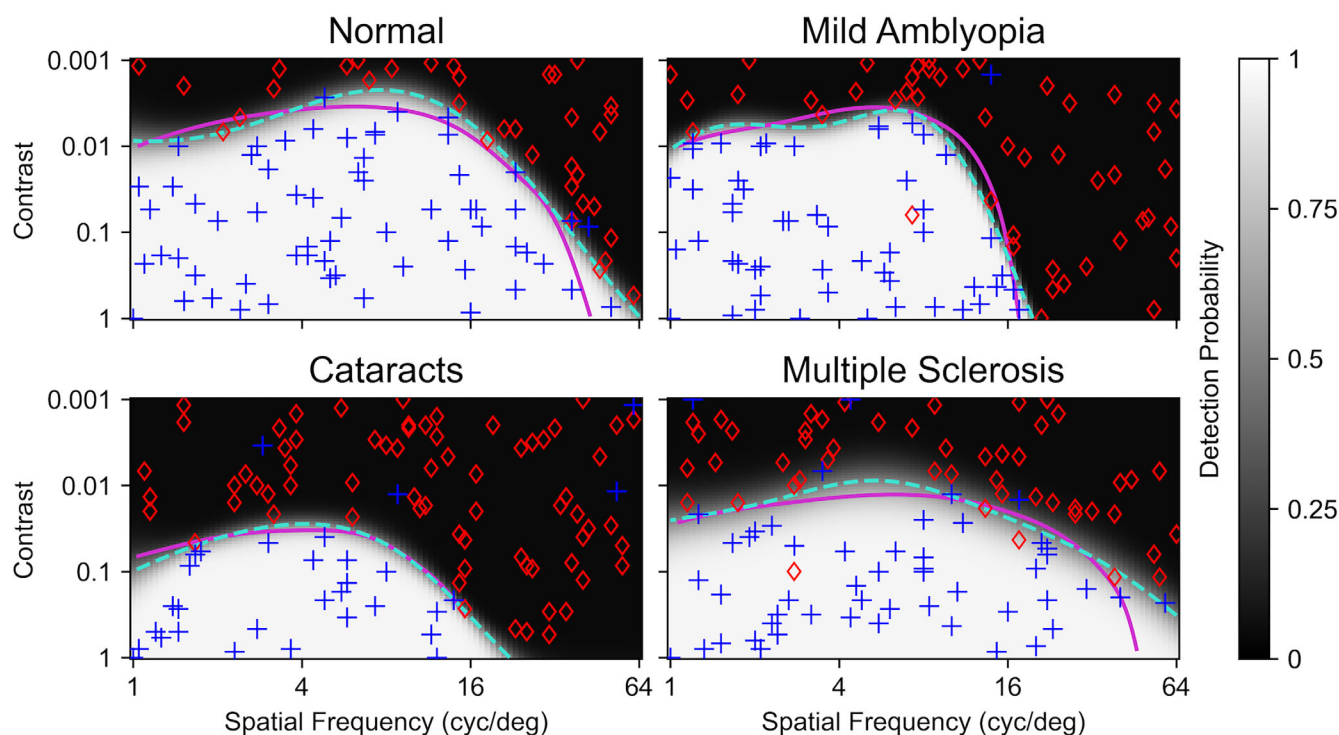 Normal
Mild Amblyopia
0.001
0.01
0.1
1
Contrast
Cataracts
Multiple Sclerosis
0.001
0.01
0.1
1
Contrast
1 4 16 64
Spatial Frequency (cyc/deg)
1 4 16 64
Spatial Frequency (cyc/deg)
1
0.75
0.5
0.25
0
Detection Probability